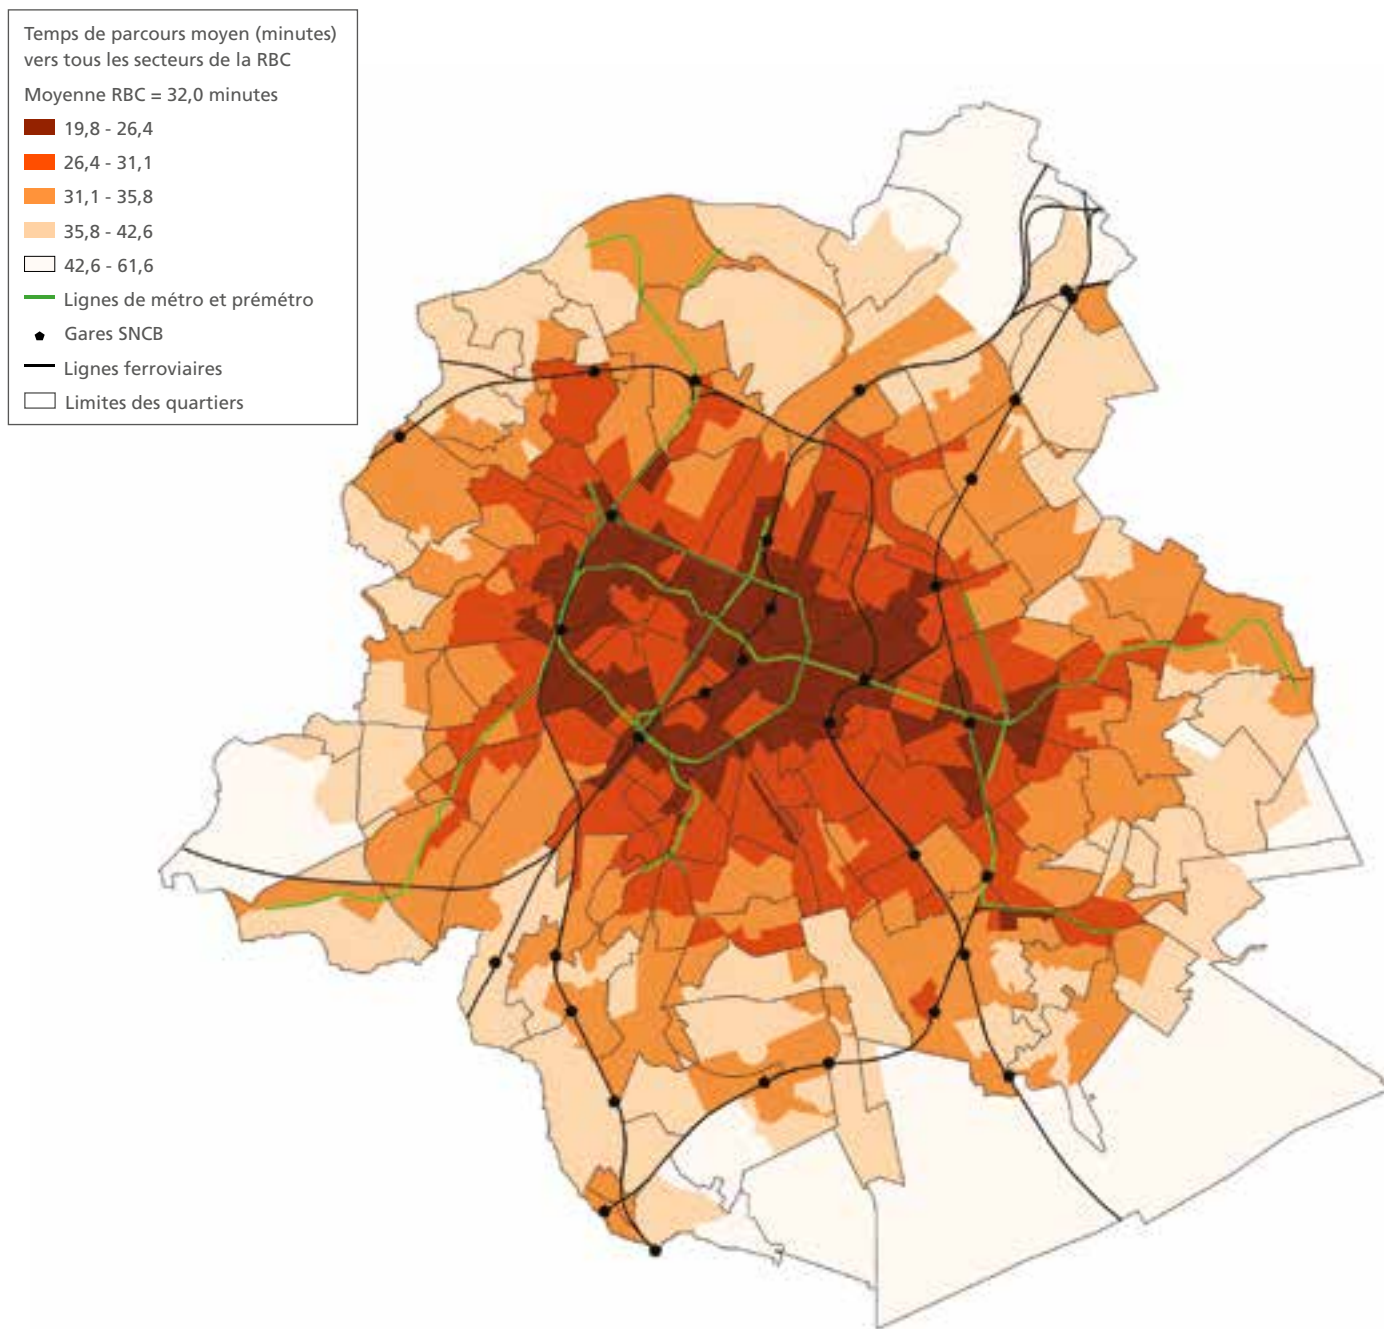 Temps de parcours moyen (minutes)
vers tous les secteurs de la RBC
Moyenne RBC = 32,0 minutes
19,8 - 26,4
26,4 - 31,1
31,1 - 35,8
35,8 - 42,6
42,6 - 61,6
Lignes de métro et prémétro
Gares SNCB
Lignes ferroviaires
Limites des quartiers